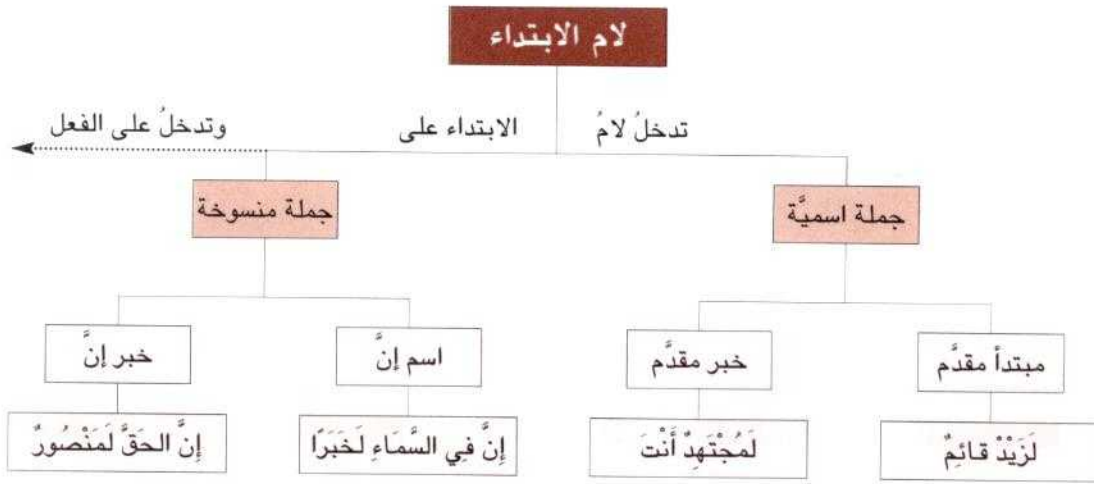 لام الابتداء
تدخلُ لامُ الابتداء على وتدخلُ على الفعل
جملة اسميَّة جملة منسوخة
مبتدأ مقدَّم خبر مقدَّم اسم إنَّ خبر إنَّ
لَزَيْدٌ قائِمٌ لَمُجْتَهِدٌ أَنْتَ إِنَّ فِي السَّمَاءِ لَخَبَرًا إِنَّ الحَقَّ لَمَنْصُورٌ